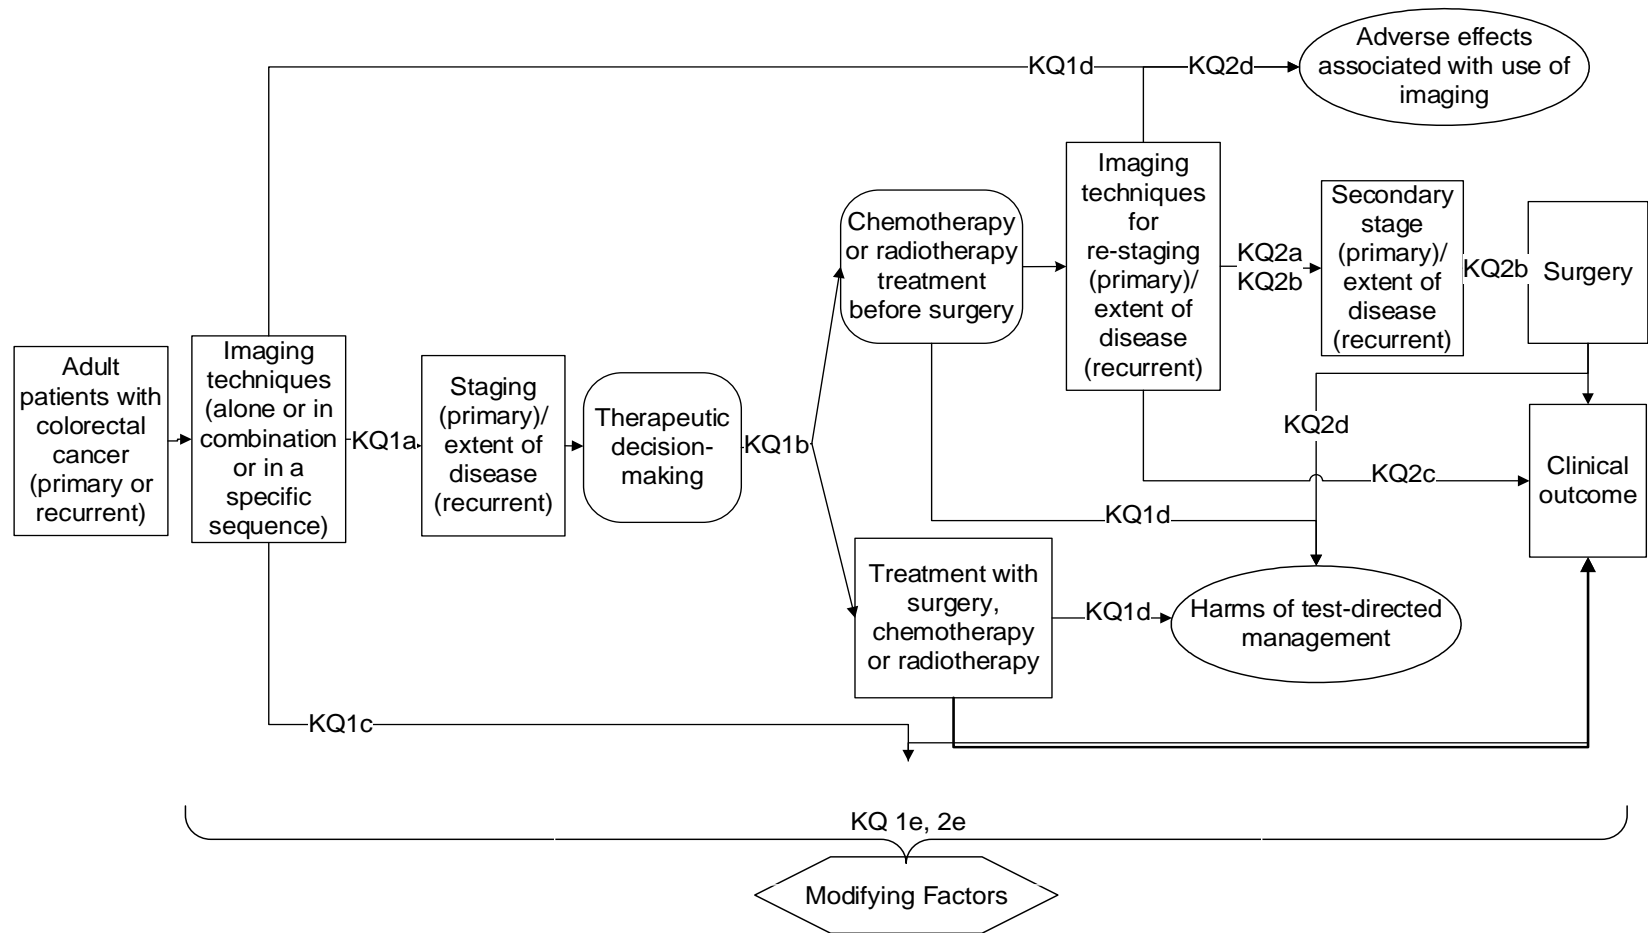 KQ1d
KQ2d
Adverse effects
associated with use of
imaging
Adult
patients with
colorectal
cancer
(primary or
recurrent)
Imaging
techniques
(alone or in
combination
or in a
specific
sequence)
KQ1a
Staging
(primary)/
extent of
disease
(recurrent)
Therapeutic
decision-
making
KQ1b
Chemotherapy
or radiotherapy
treatment
before surgery
Imaging
techniques
for
re-staging
(primary)/
extent of
disease
(recurrent)
KQ2a
KQ2b
Secondary
stage
(primary)/
extent of
disease
(recurrent)
KQ2b
Surgery
KQ2d
KQ2c
Clinical
outcome
KQ1d
Treatment with
surgery,
chemotherapy
or radiotherapy
KQ1d
Harms of test-directed
management
KQ1c
KQ 1e, 2e
Modifying Factors